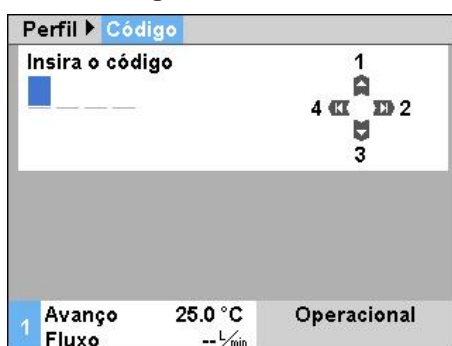 Perfil ▶ Código
Insira o código
1
4 2
3
1 Avanço 25.0 °C Operacional
Fluxo -- L/min